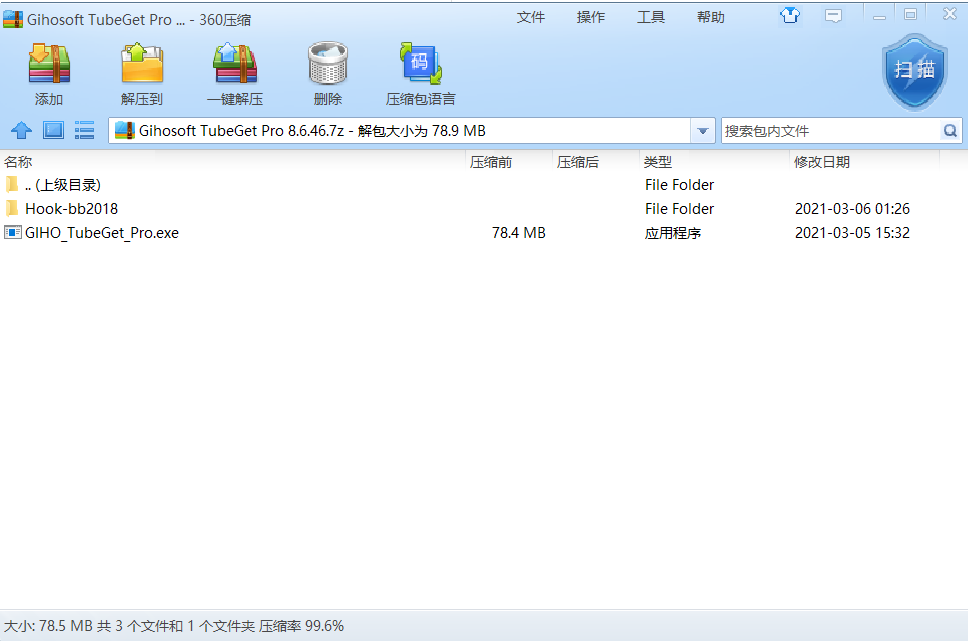 Gihosoft TubeGet Pro ... - 360压缩 文件 操作 工具 帮助
添加 解压到 一键解压 删除 压缩包语言 扫描
码
Gihosoft TubeGet Pro 8.6.46.7z - 解包大小为 78.9 MB 搜索包内文件
名称 压缩前 压缩后 类型 修改日期
.. (上级目录) File Folder
Hook-bb2018 File Folder 2021-03-06 01:26
GIHO_TubeGet_Pro.exe 78.4 MB 应用程序 2021-03-05 15:32
大小: 78.5 MB 共 3 个文件和 1 个文件夹 压缩率 99.6%